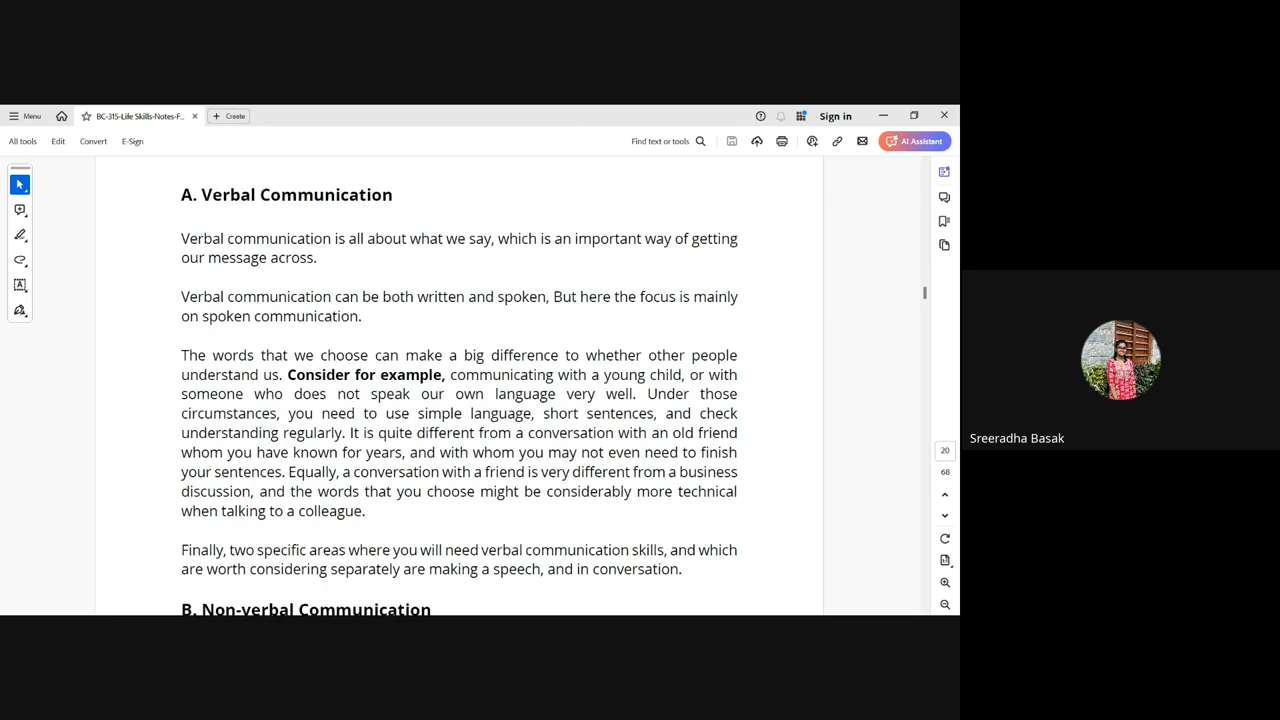 Menu
BC-315-Life Skills-Notes-F...
Create
Sign in
All tools
Edit
Convert
E-Sign
Find text or tools
AI Assistant
A. Verbal Communication
Verbal communication is all about what we say, which is an important way of getting
our message across.
Verbal communication can be both written and spoken, But here the focus is mainly
on spoken communication.
The words that we choose can make a big difference to whether other people
understand us. Consider for example, communicating with a young child, or with
someone who does not speak our own language very well. Under those
circumstances, you need to use simple language, short sentences, and check
understanding regularly. It is quite different from a conversation with an old friend
whom you have known for years, and with whom you may not even need to finish
your sentences. Equally, a conversation with a friend is very different from a business
discussion, and the words that you choose might be considerably more technical
when talking to a colleague.
Finally, two specific areas where you will need verbal communication skills, and which
are worth considering separately are making a speech, and in conversation.
B. Non-verbal Communication
20
68
Sreeradha Basak